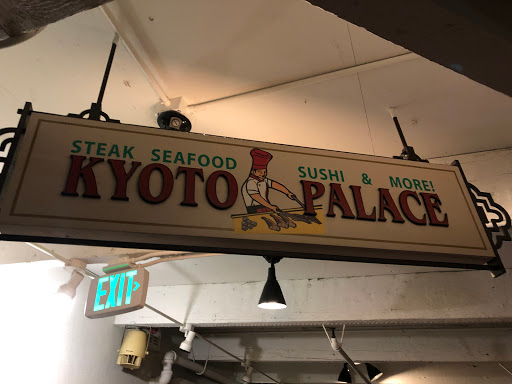 STEAK SEAFOOD SUSHI & MORE!
KYOTO PALACE
EXIT